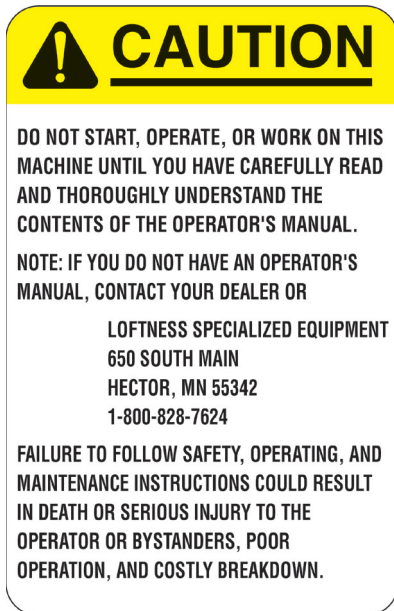 CAUTION
DO NOT START, OPERATE, OR WORK ON THIS
MACHINE UNTIL YOU HAVE CAREFULLY READ
AND THOROUGHLY UNDERSTAND THE
CONTENTS OF THE OPERATOR'S MANUAL.
NOTE: IF YOU DO NOT HAVE AN OPERATOR'S
MANUAL, CONTACT YOUR DEALER OR
LOFTNESS SPECIALIZED EQUIPMENT
650 SOUTH MAIN
HECTOR, MN 55342
1-800-828-7624
FAILURE TO FOLLOW SAFETY, OPERATING, AND
MAINTENANCE INSTRUCTIONS COULD RESULT
IN DEATH OR SERIOUS INJURY TO THE
OPERATOR OR BYSTANDERS, POOR
OPERATION, AND COSTLY BREAKDOWN.